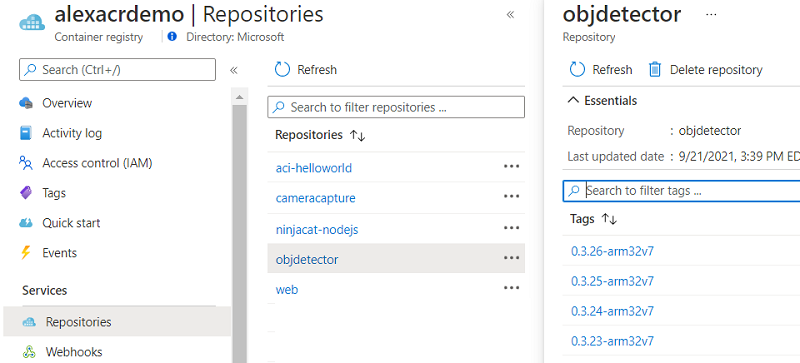 alexacrdemo | Repositories
Container registry
Directory: Microsoft
Search (Ctrl+/)
Overview
Activity log
Access control (IAM)
Tags
Quick start
Events
Services
Repositories
Webhooks
Refresh
Search to filter repositories ...
Repositories
aci-helloworld
cameracapture
ninjacat-nodejs
objdetector
web
objdetector
Repository
Refresh
Delete repository
Essentials
Repository : objdetector
Last updated date : 9/21/2021, 3:39 PM ED
Search to filter tags ...
Tags
0.3.26-arm32v7
0.3.25-arm32v7
0.3.24-arm32v7
0.3.23-arm32v7